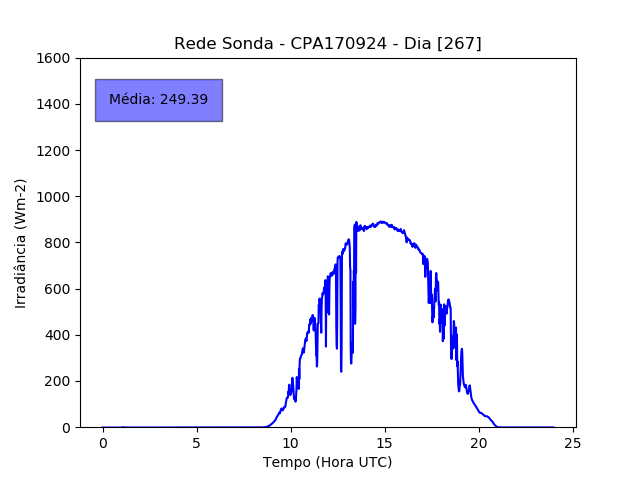 Rede Sonda - CPA170924 - Dia [267]
1600
1400
1200
1000
800
600
400
200
0
Média: 249.39
Irradiância (Wm-2)
0 5 10 15 20 25
Tempo (Hora UTC)